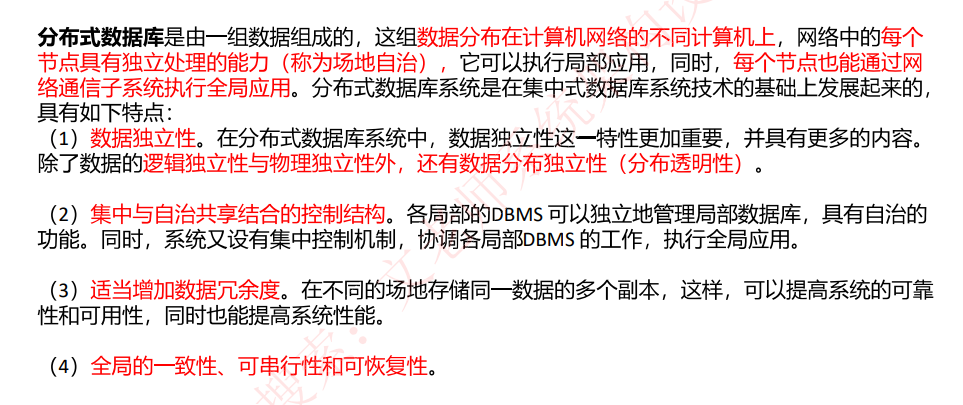 分布式数据库是由一组数据组成的，这组数据分布在计算机网络的不同计算机上，网络中的每个
节点具有独立处理的能力（称为场地自治），它可以执行局部应用，同时，每个节点也能通过网
络通信子系统执行全局应用。分布式数据库系统是在集中式数据库系统技术的基础上发展起来的，
具有如下特点：
（1）数据独立性。在分布式数据库系统中，数据独立性这一特性更加重要，并具有更多的内容。
除了数据的逻辑独立性与物理独立性外，还有数据分布独立性（分布透明性）。
（2）集中与自治共享结合的控制结构。各局部的DBMS 可以独立地管理局部数据库，具有自治的
功能。同时，系统又设有集中控制机制，协调各局部DBMS 的工作，执行全局应用。
（3）适当增加数据冗余度。在不同的场地存储同一数据的多个副本，这样，可以提高系统的可靠
性和可用性，同时也能提高系统性能。
（4）全局的一致性、可串行性和可恢复性。
搜索：文老师